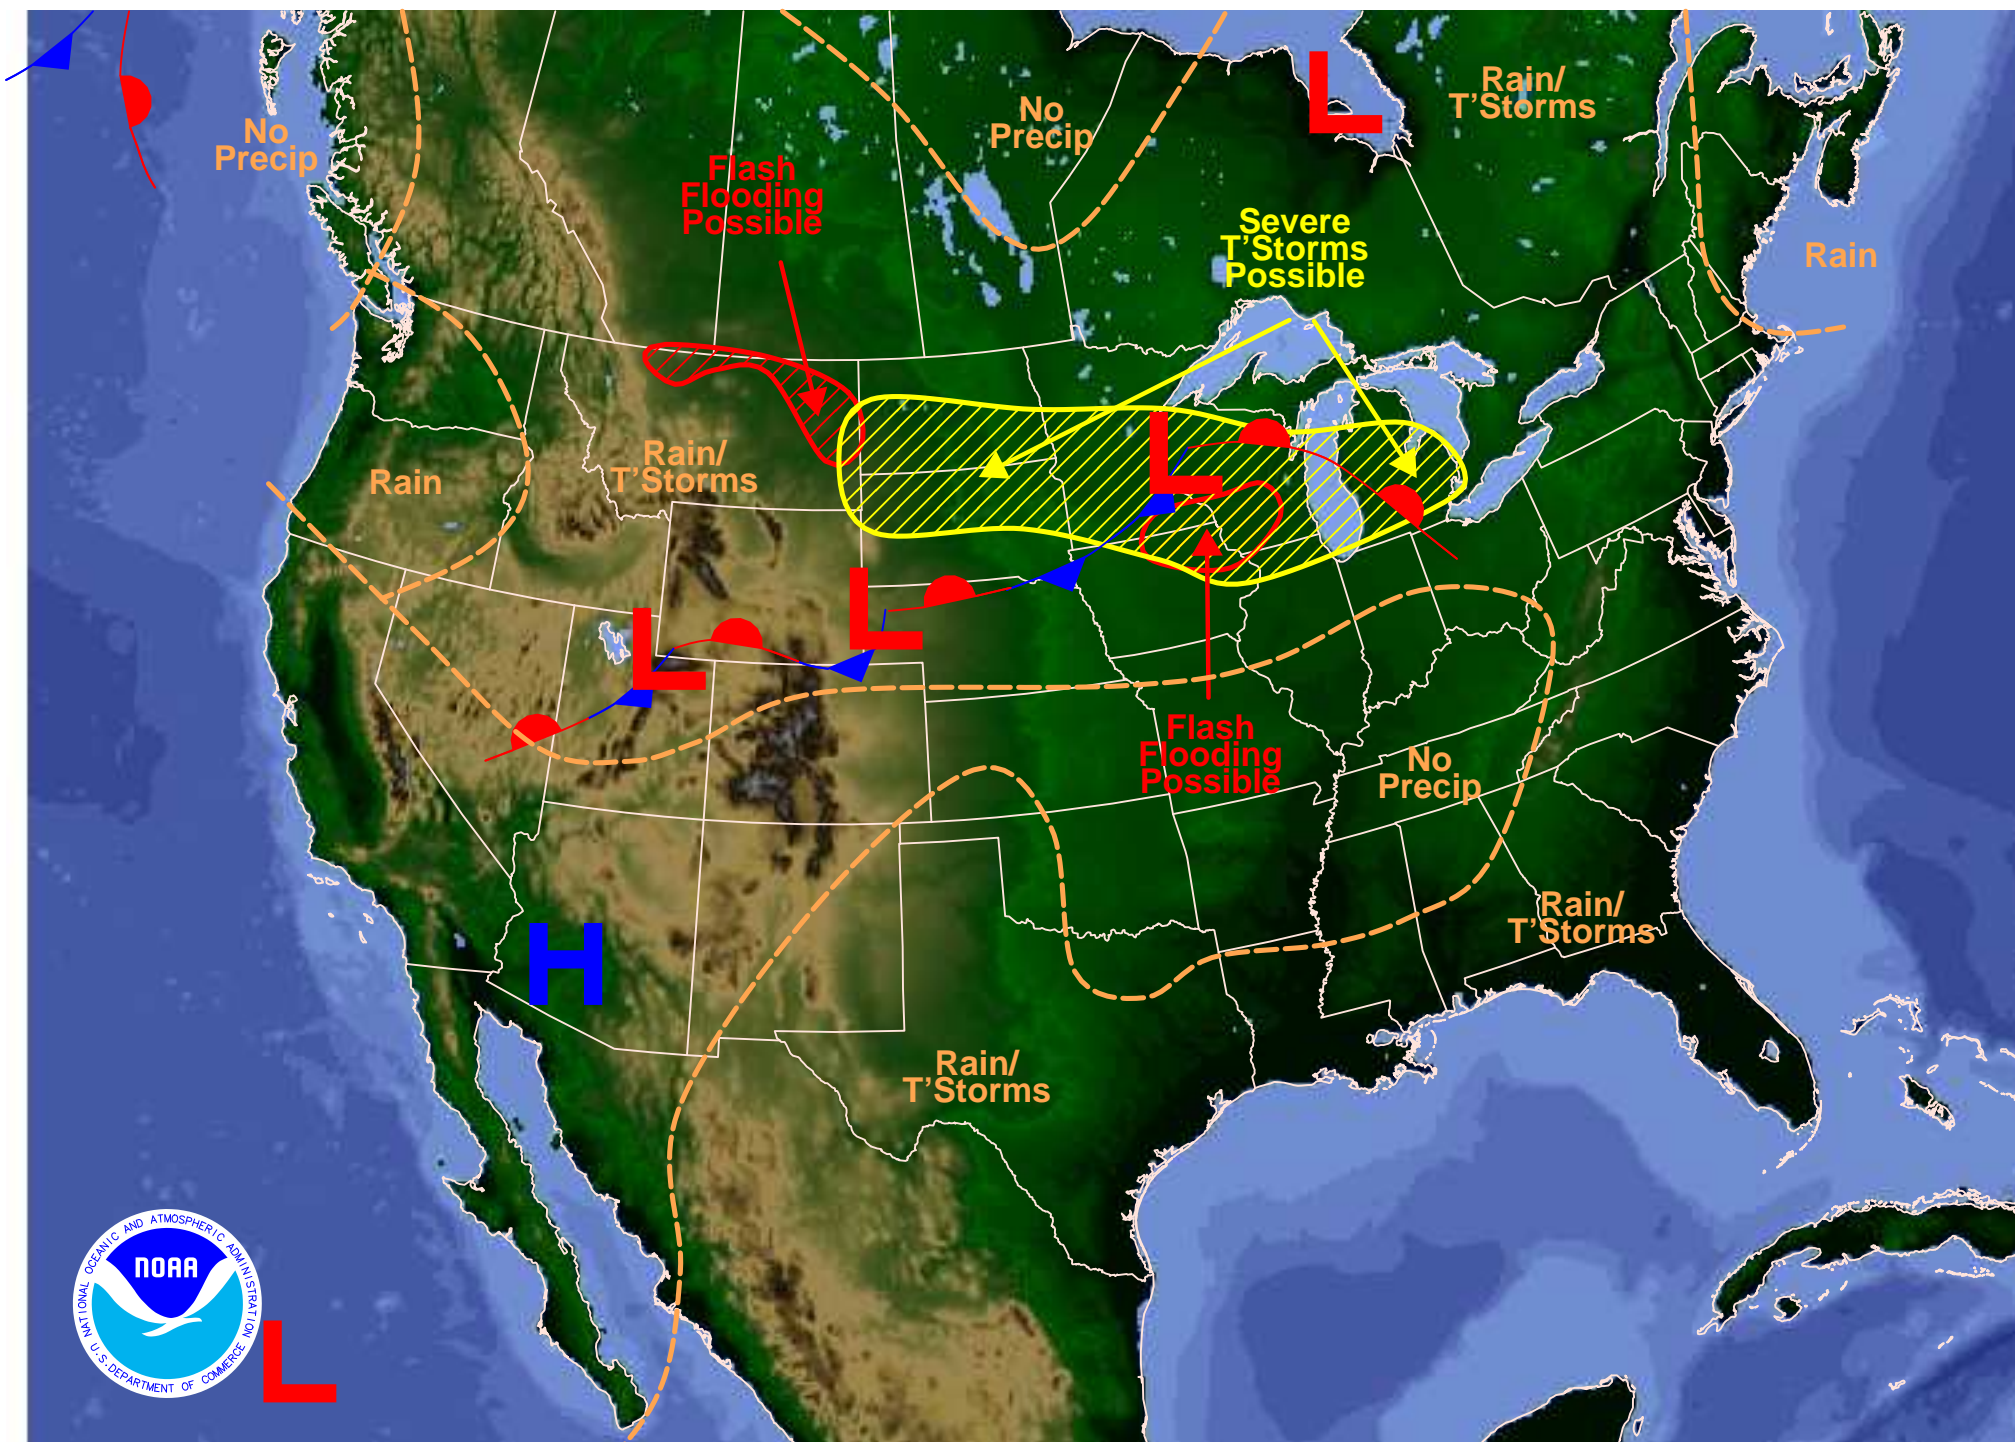 No
Precip
No
Precip
L
Rain/
T'Storms
Flash
Flooding
Possible
Severe
T'Storms
Possible
Rain
Rain
Rain/
T'Storms
L
L
L
Flash
Flooding
Possible
No
Precip
Rain/
T'Storms
H
Rain/
T'Storms
NATIONAL OCEANIC AND ATMOSPHERIC ADMINISTRATION
NOAA
U.S. DEPARTMENT OF COMMERCE
L